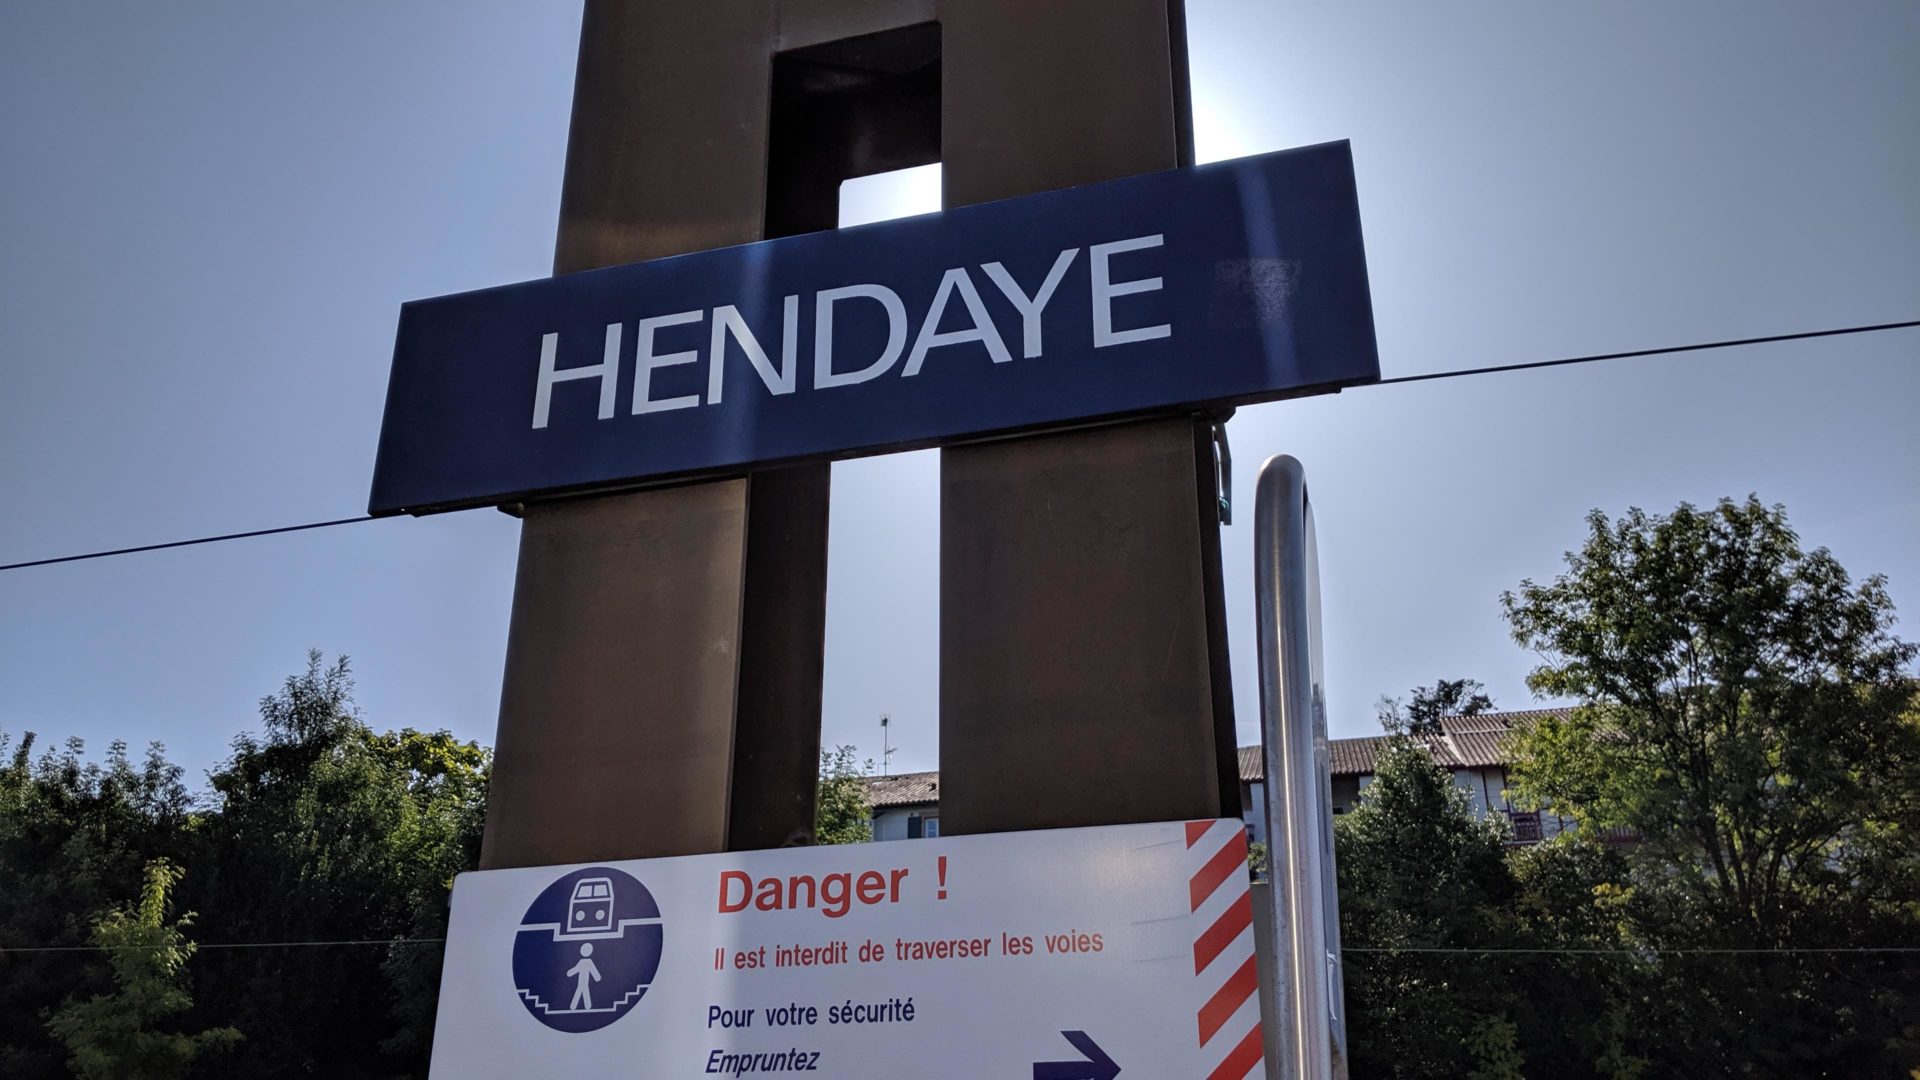 HENDAYE
Danger !
Il est interdit de traverser les voies
Pour votre sécurité
Empruntez